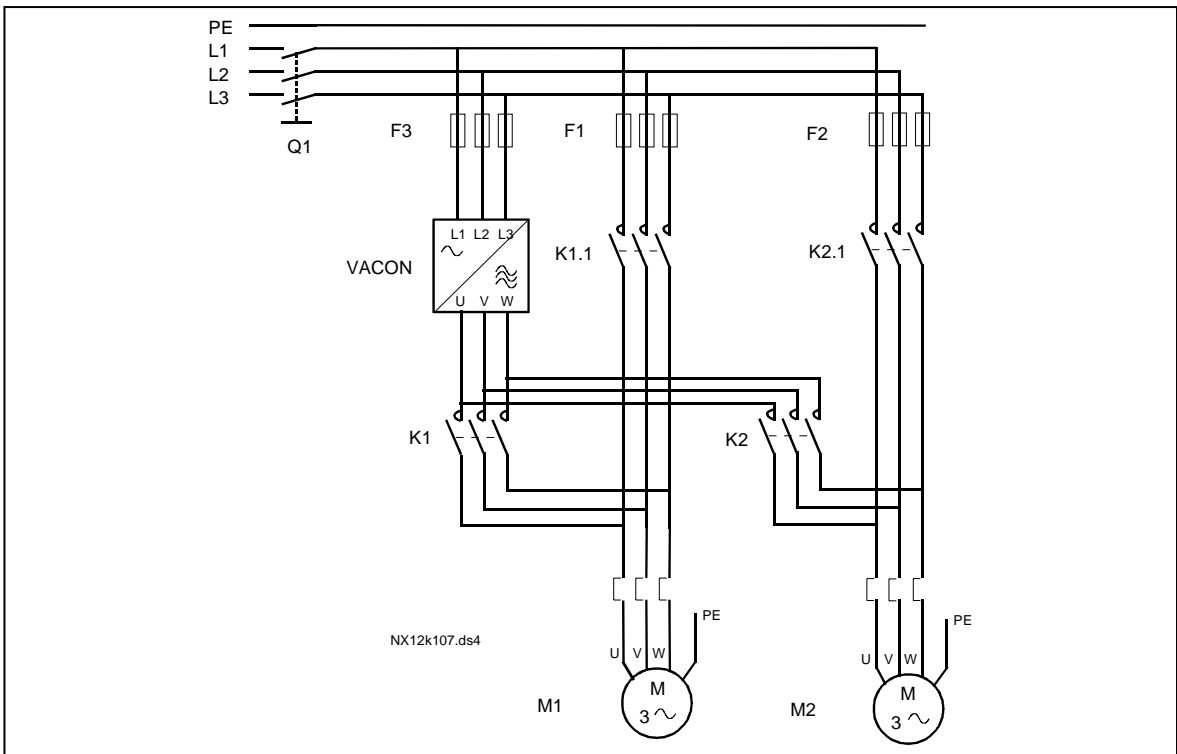 PE
L1
L2
L3
Q1
F3
F1
F2
L1 L2 L3
K1.1
K2.1
VACON
U V W
K1
K2
PE
PE
NX12k107.ds4
U V W
U V W
M
3
M
3
M1
M2